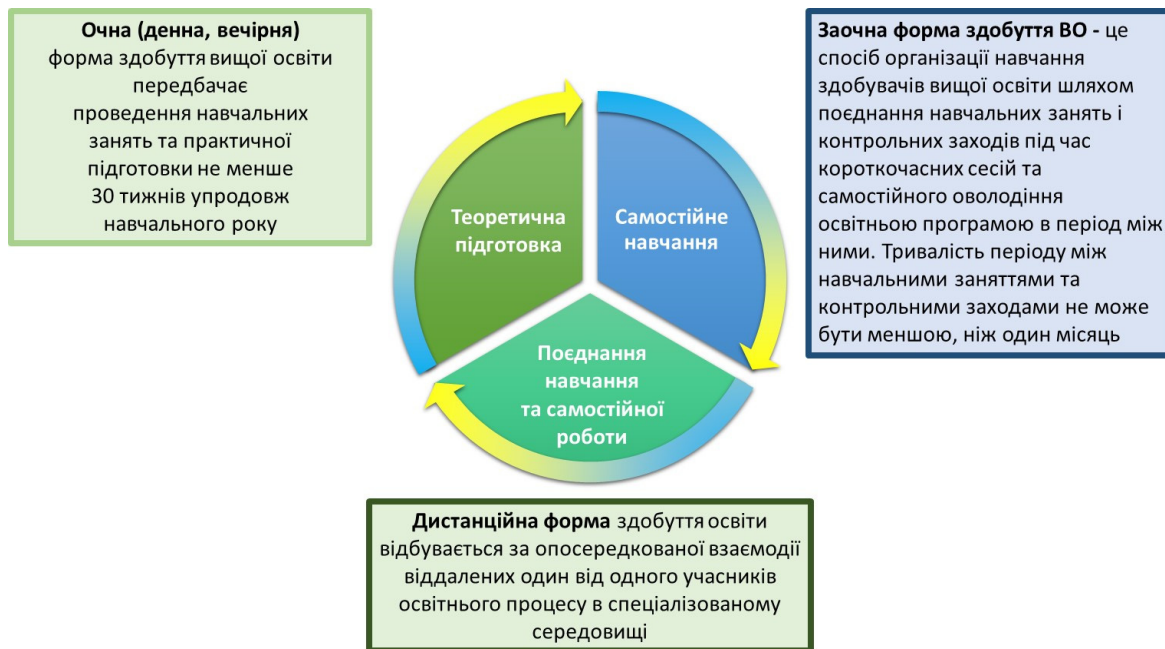 Очна (денна, вечірня)
форма здобуття вищої освіти
передбачає
проведення навчальних
занять та практичної
підготовки не менше
30 тижнів упродовж
навчального року
Заочна форма здобуття ВО - це
спосіб організації навчання
здобувачів вищої освіти шляхом
поєднання навчальних занять і
контрольних заходів під час
короткочасних сесій та
самостійного оволодіння
освітньою програмою в період між
ними. Тривалість періоду між
навчальними заняттями та
контрольними заходами не може
бути меншою, ніж один місяць
Теоретична
підготовка
Самостійне
навчання
Поєднання
навчання
та самостійної
роботи
Дистанційна форма здобуття освіти
відбувається за опосередкованої взаємодії
віддалених один від одного учасників
освітнього процесу в спеціалізованому
середовищі